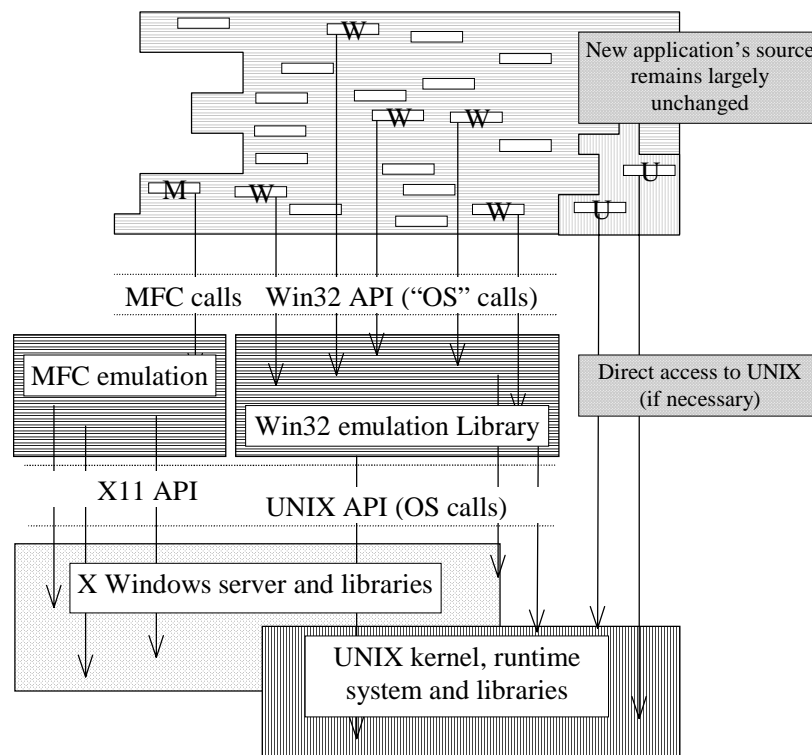 W
New application's source
remains largely
unchanged
W
W
M
W
W
U
U
MFC calls
Win32 API (“OS” calls)
MFC emulation
Direct access to UNIX
(if necessary)
Win32 emulation Library
X11 API
UNIX API (OS calls)
X Windows server and libraries
UNIX kernel, runtime
system and libraries